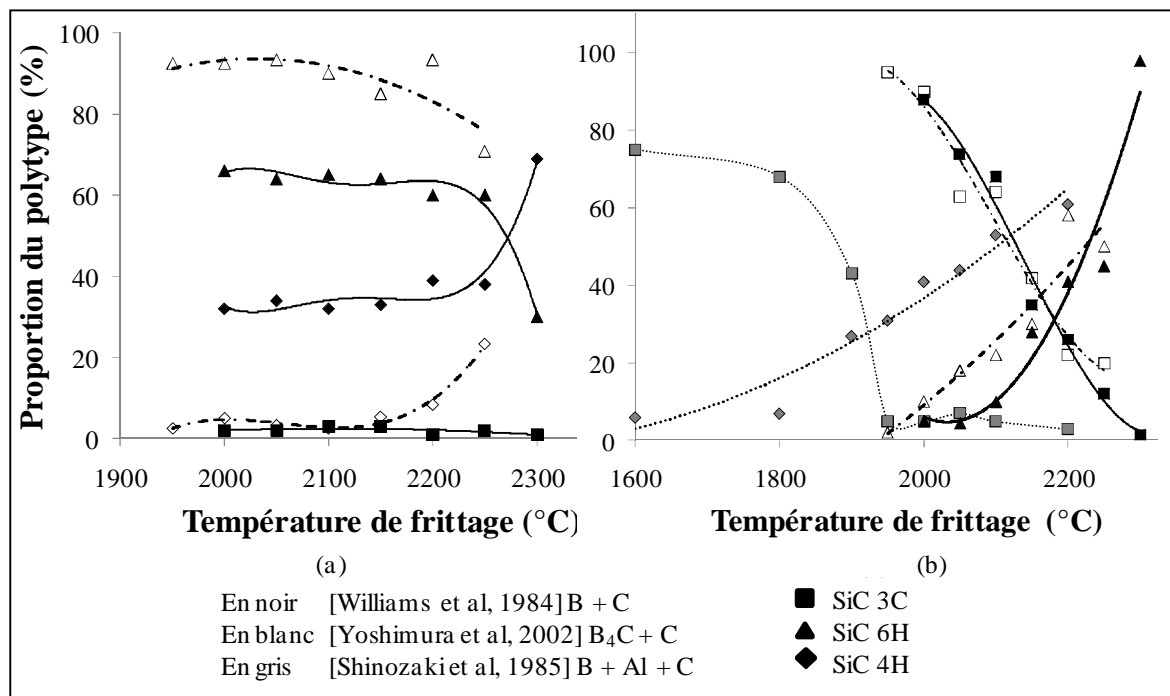 Proportion du polytype (%)
100
80
60
40
20
0
1900 2000 2100 2200 2300
Température de frittage (°C)
(a)
100
80
60
40
20
0
1600 1800 2000 2200
Température de frittage (°C)
(b)
En noir [Williams et al, 1984] B + C
En blanc [Yoshimura et al, 2002] B₄C + C
En gris [Shinozaki et al, 1985] B + Al + C
SiC 3C
SiC 6H
SiC 4H